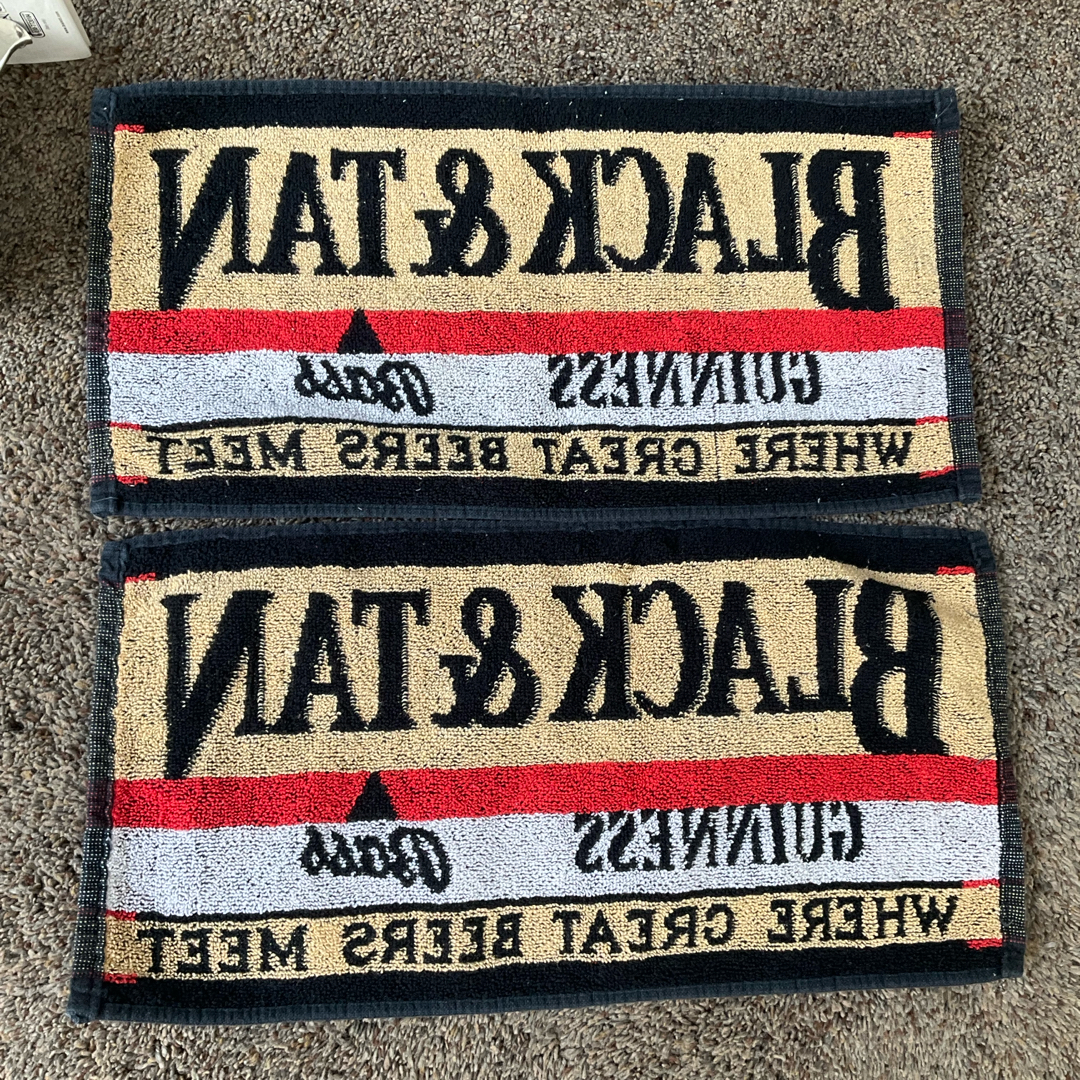 BLACK & TAN
GUINNESS Bass
WHERE GREAT BEERS MEET
BLACK & TAN
GUINNESS Bass
WHERE GREAT BEERS MEET